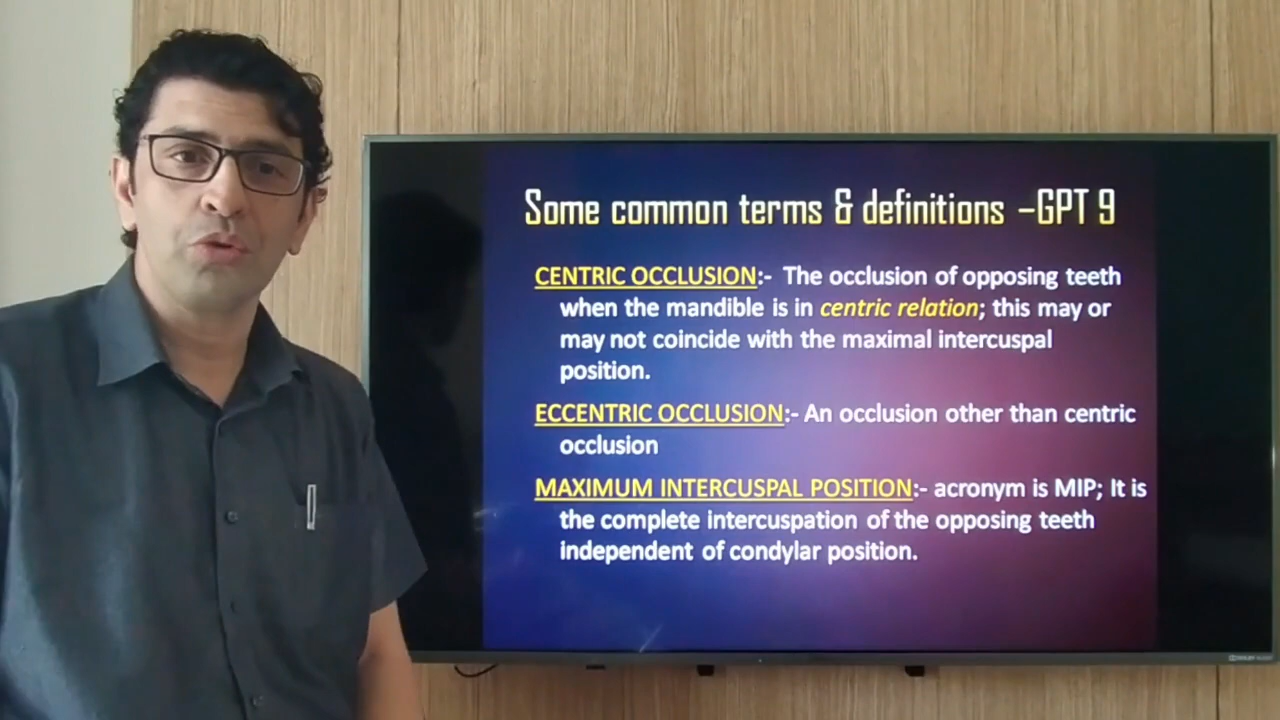 Some common terms & definitions –GPT 9
CENTRIC OCCLUSION:- The occlusion of opposing teeth
when the mandible is in centric relation; this may or
may not coincide with the maximal intercuspal
position.
ECCENTRIC OCCLUSION:- An occlusion other than centric
occlusion
MAXIMUM INTERCUSPAL POSITION:- acronym is MIP; It is
the complete intercuspation of the opposing teeth
independent of condylar position.